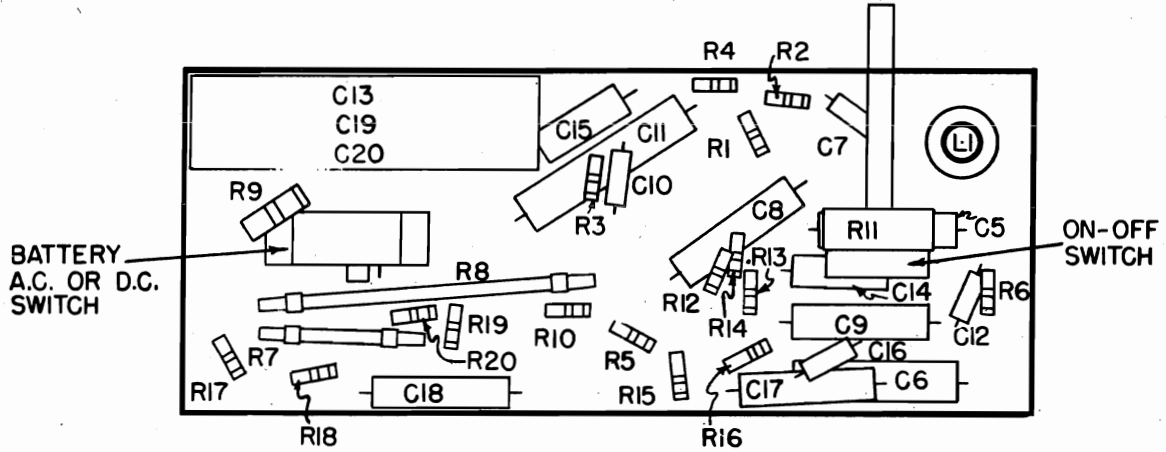 R4
R2
C13
C19
C20
C15
C11
R1
C7
L1
R9
R3
C10
C8
R11
C5
ON-OFF
SWITCH
BATTERY
A.C. OR D.C.
SWITCH
R8
R12
R13
R14
C14
R6
R7
R20
R19
R10
R5
C9
C12
C16
R17
R18
C18
R15
R16
C17
C6